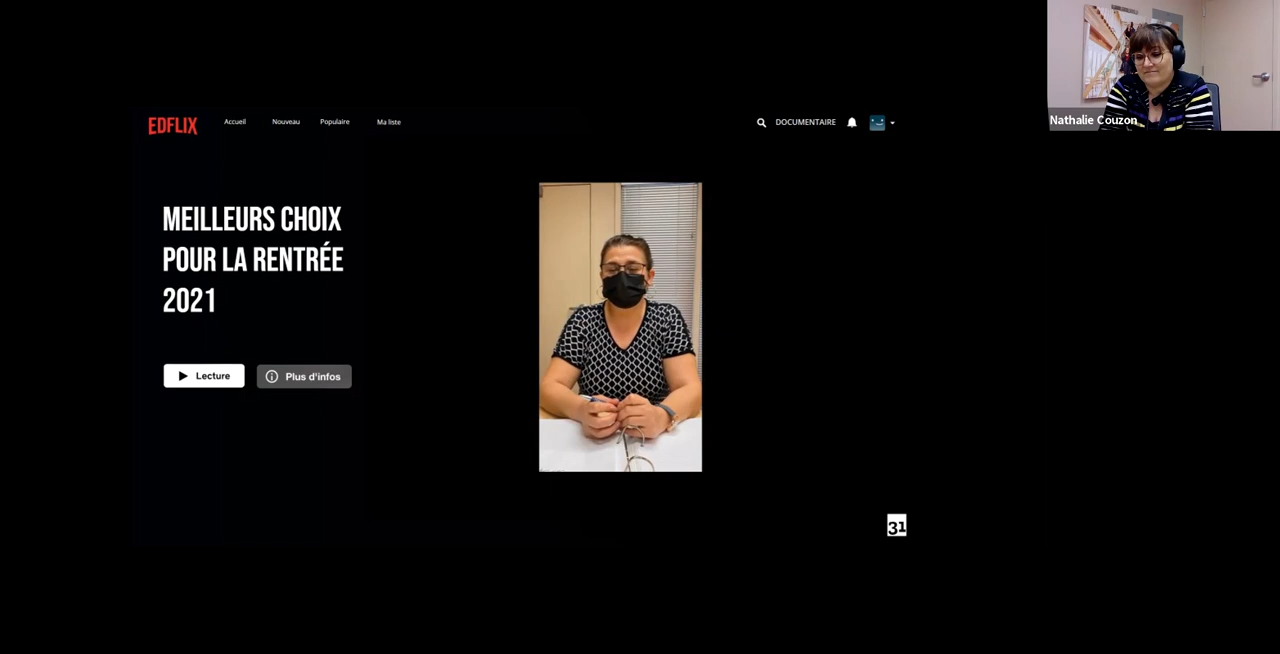 Nathalie Couzon
EDFLIX
Accueil
Nouveau
Populaire
Ma liste
DOCUMENTAIRE
MEILLEURS CHOIX
POUR LA RENTRÉE
2021
Lecture
Plus d'infos
31